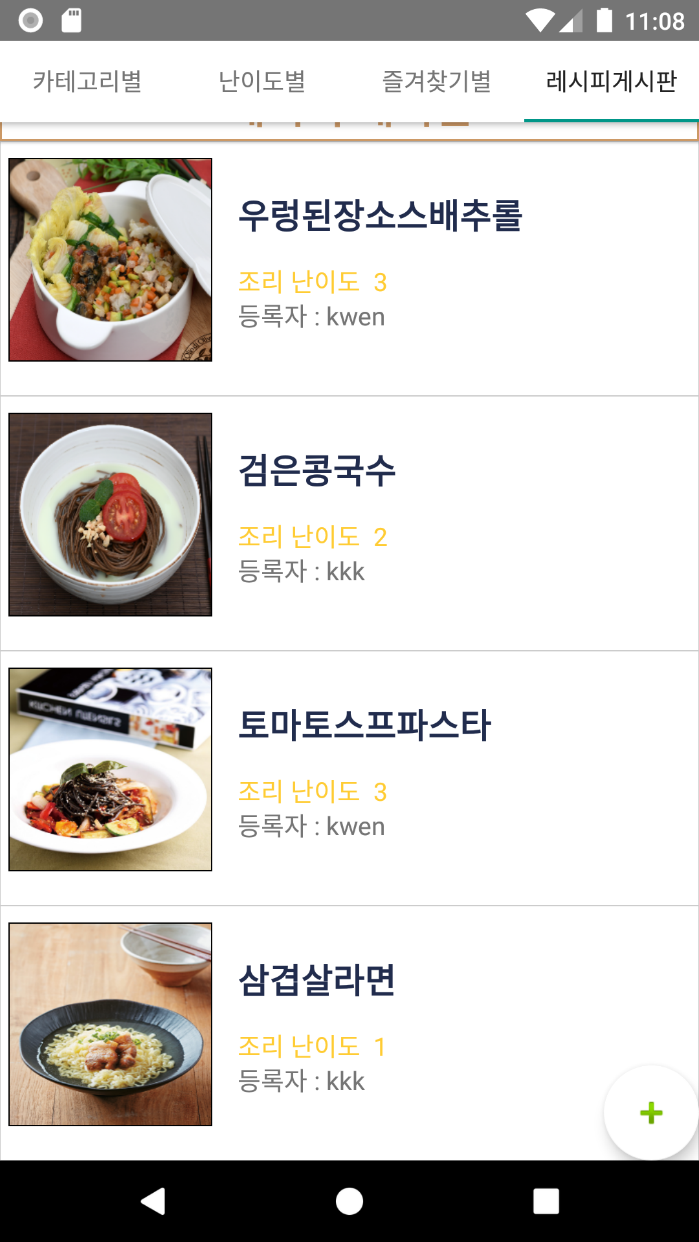 11:08
카테고리별 난이도별 즐겨찾기별 레시피게시판
우렁된장소스배추롤
조리 난이도 3
등록자 : kwen
검은콩국수
조리 난이도 2
등록자 : kkk
토마토스프파스타
조리 난이도 3
등록자 : kwen
삼겹살라면
조리 난이도 1
등록자 : kkk